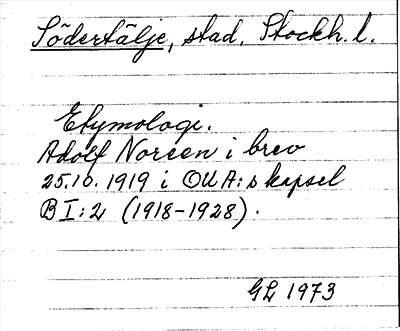 Södertälje, stad, Stockh. l.
Etymologi.
Adolf Noreen i brev
25.10.1919 i OUA:s kapsel
B I:2 (1918-1928).
GL 1973